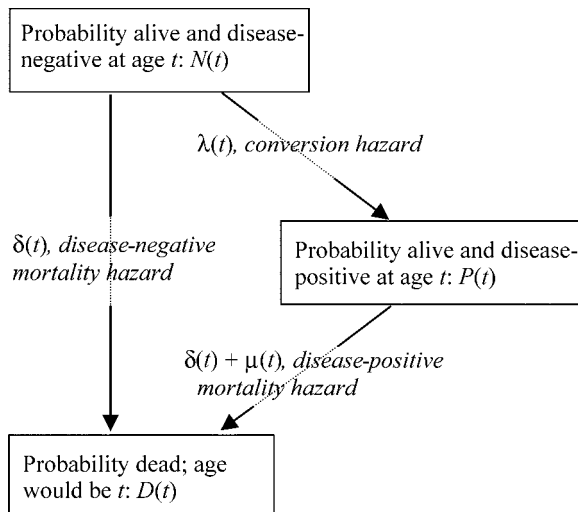 Probability alive and disease-
negative at age t: N(t)
λ(t), conversion hazard
δ(t), disease-negative
mortality hazard
Probability alive and disease-
positive at age t: P(t)
δ(t) + μ(t), disease-positive
mortality hazard
Probability dead; age
would be t: D(t)